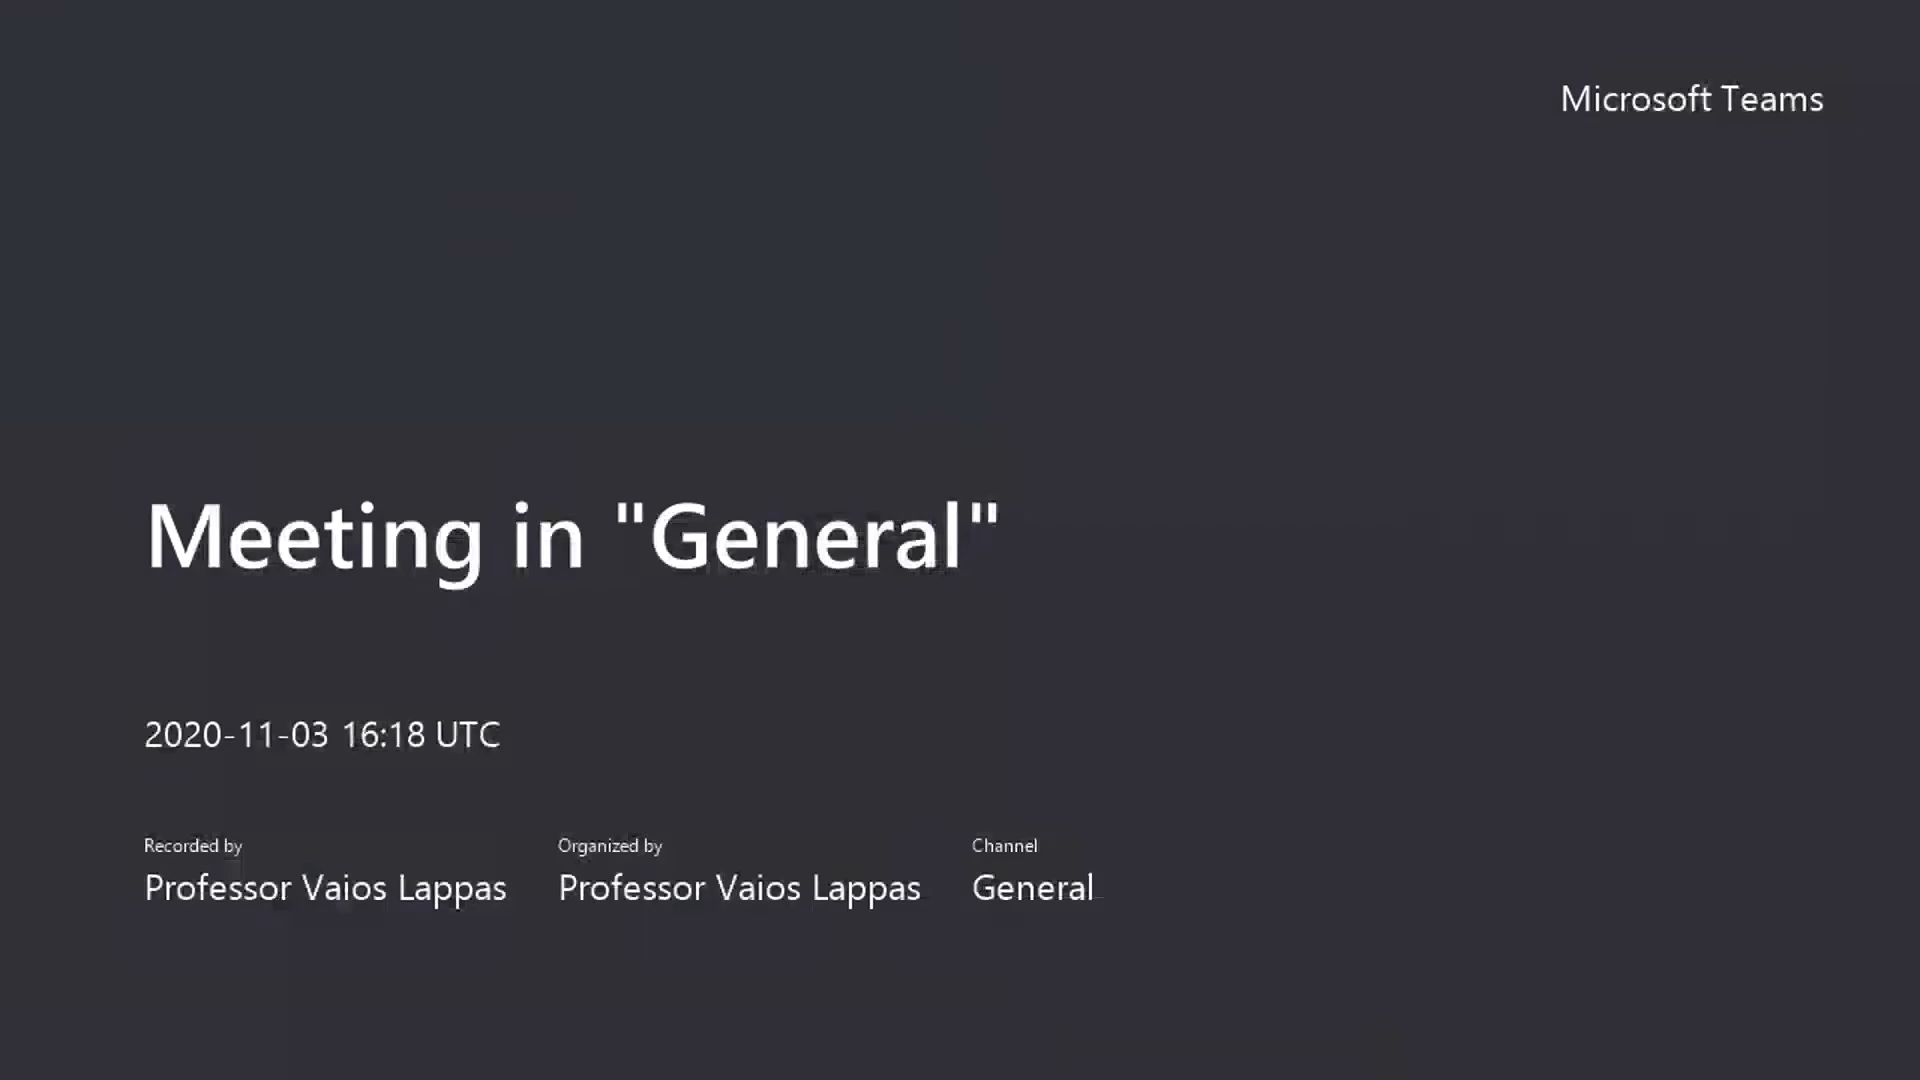 Microsoft Teams
Meeting in "General"
2020-11-03 16:18 UTC
Recorded by
Professor Vaios Lappas
Organized by
Professor Vaios Lappas
Channel
General